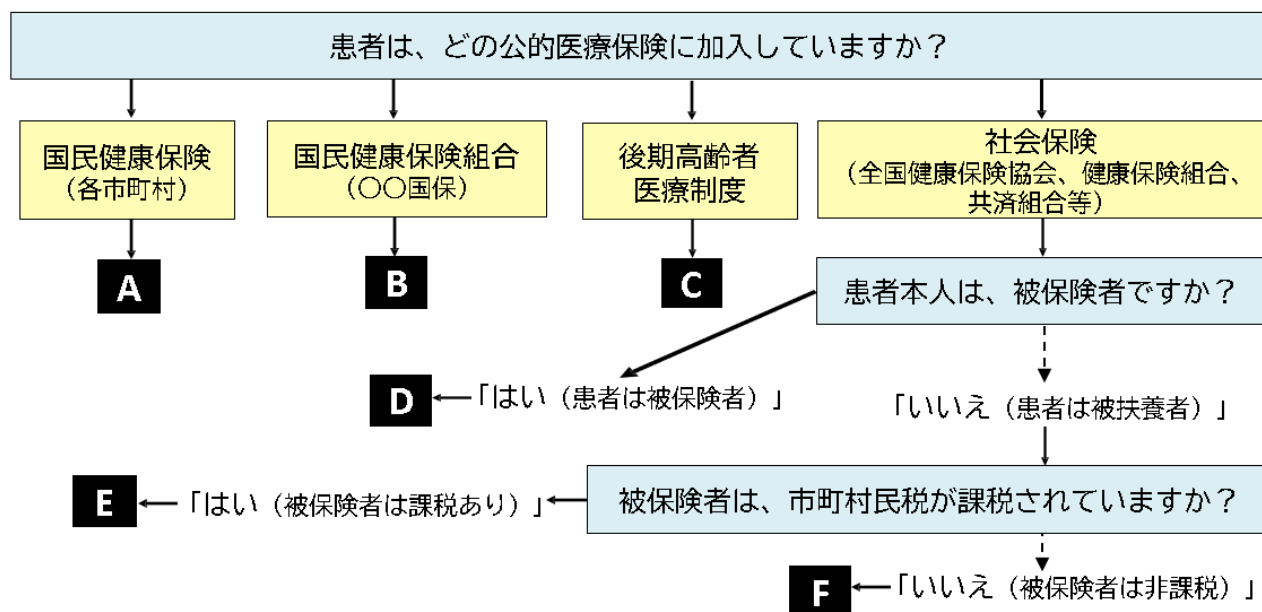 患者は、どの公的医療保険に加入していますか？
国民健康保険
（各市町村）
国民健康保険組合
（〇〇国保）
後期高齢者
医療制度
社会保険
（全国健康保険協会、健康保険組合、
共済組合等）
A
B
C
患者本人は、被保険者ですか？
D
「はい（患者は被保険者）」
「いいえ（患者は被扶養者）」
E
「はい（被保険者は課税あり）」
被保険者は、市町村民税が課税されていますか？
F
「いいえ（被保険者は非課税）」